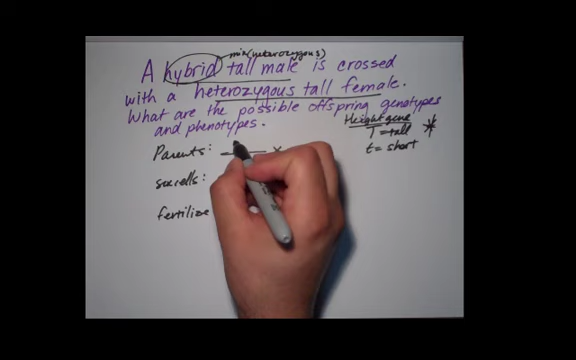 mix (heterozygous)
A hybrid tall male is crossed
with a heterozygous tall female.
What are the possible offspring genotypes
and phenotypes.
Height gene
T = tall
t = short
Parents: x
sex cells:
fertilize